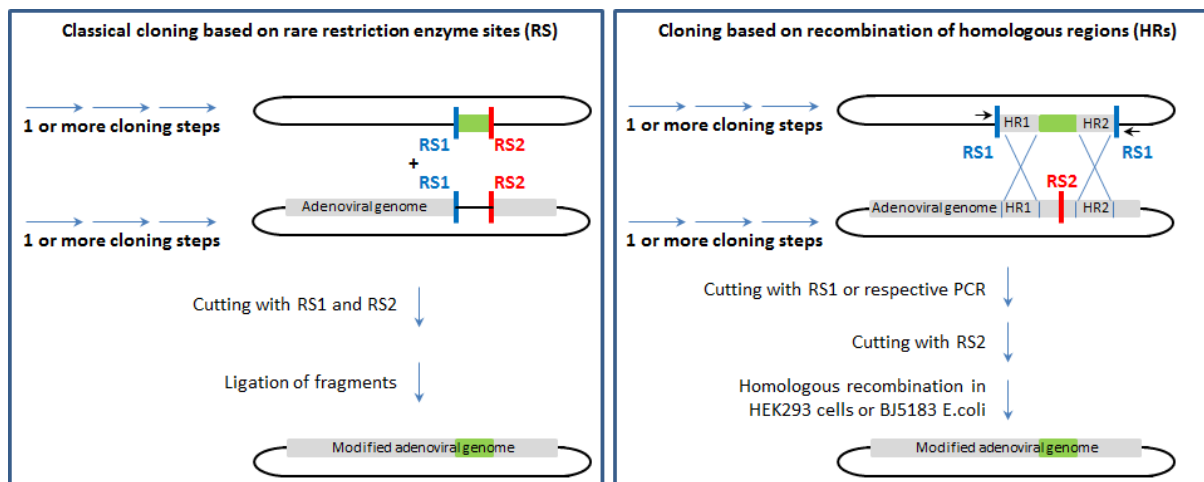 Classical cloning based on rare restriction enzyme sites (RS)
1 or more cloning steps
RS1
RS2
+
RS1
RS2
Adenoviral genome
1 or more cloning steps
Cutting with RS1 and RS2
Ligation of fragments
Modified adenoviral genome
Cloning based on recombination of homologous regions (HRs)
1 or more cloning steps
HR1
HR2
RS1
RS1
RS2
Adenoviral genome
HR1
HR2
1 or more cloning steps
Cutting with RS1 or respective PCR
Cutting with RS2
Homologous recombination in
HEK293 cells or BJ5183 E.coli
Modified adenoviral genome